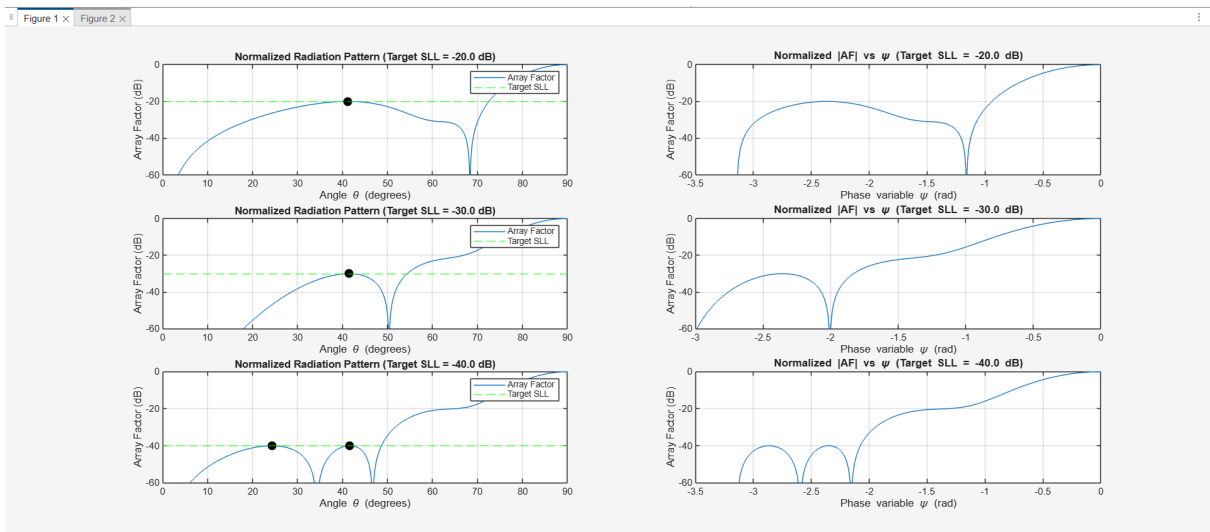 Figure 1 × Figure 2 ×
Normalized Radiation Pattern (Target SLL = -20.0 dB)
Array Factor (dB)
0
-20
-40
-60
Array Factor
Target SLL
0 10 20 30 40 50 60 70 80 90
Angle θ (degrees)
Normalized |AF| vs ψ (Target SLL = -20.0 dB)
Array Factor (dB)
0
-20
-40
-60
-3.5 -3 -2.5 -2 -1.5 -1 -0.5 0
Phase variable ψ (rad)
Normalized Radiation Pattern (Target SLL = -30.0 dB)
Array Factor (dB)
0
-20
-40
-60
Array Factor
Target SLL
0 10 20 30 40 50 60 70 80 90
Angle θ (degrees)
Normalized |AF| vs ψ (Target SLL = -30.0 dB)
Array Factor (dB)
0
-20
-40
-60
-3 -2.5 -2 -1.5 -1 -0.5 0
Phase variable ψ (rad)
Normalized Radiation Pattern (Target SLL = -40.0 dB)
Array Factor (dB)
0
-20
-40
-60
Array Factor
Target SLL
0 10 20 30 40 50 60 70 80 90
Angle θ (degrees)
Normalized |AF| vs ψ (Target SLL = -40.0 dB)
Array Factor (dB)
0
-20
-40
-60
-3.5 -3 -2.5 -2 -1.5 -1 -0.5 0
Phase variable ψ (rad)